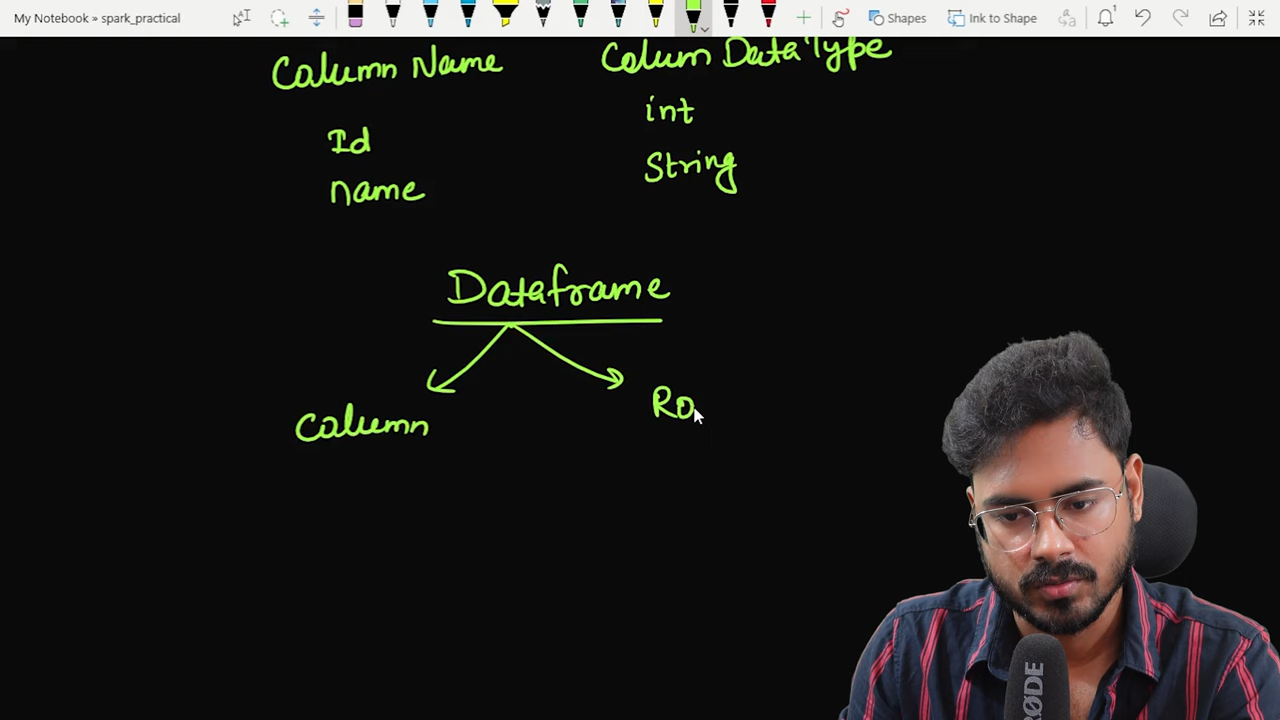 My Notebook » spark_practical
Shapes
Ink to Shape
Column Name
Colum DataType
Id
int
name
String
Dataframe
Column
Ro
RØDE